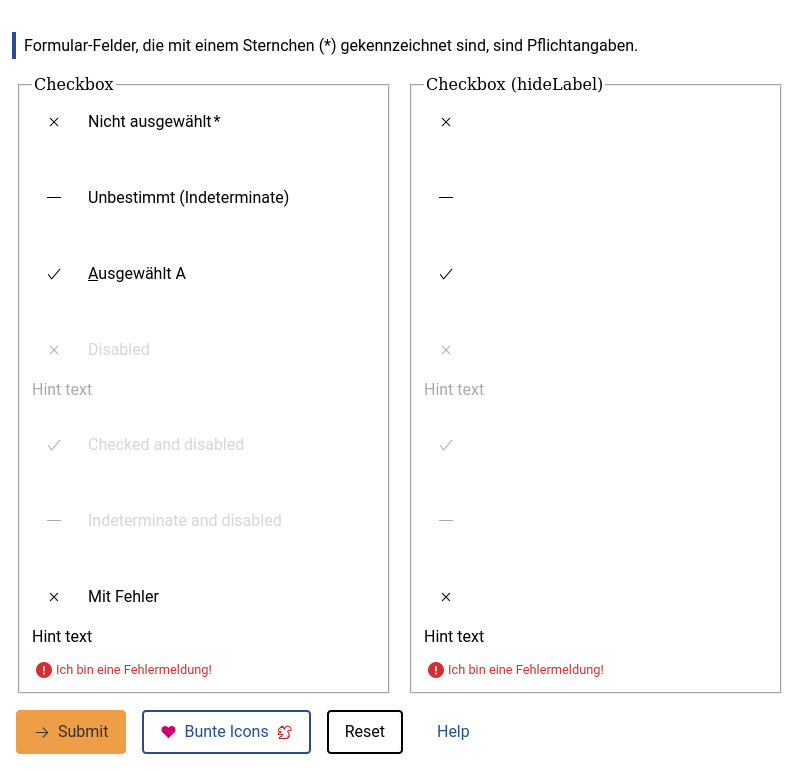 Formular-Felder, die mit einem Sternchen (*) gekennzeichnet sind, sind Pflichtangaben.
Checkbox
Nicht ausgewählt*
Unbestimmt (Indeterminate)
Ausgewählt A
Disabled
Hint text
Checked and disabled
Indeterminate and disabled
Mit Fehler
Hint text
Ich bin eine Fehlermeldung!
Checkbox (hideLabel)
Hint text
Hint text
Ich bin eine Fehlermeldung!
Submit
Bunte Icons
Reset
Help